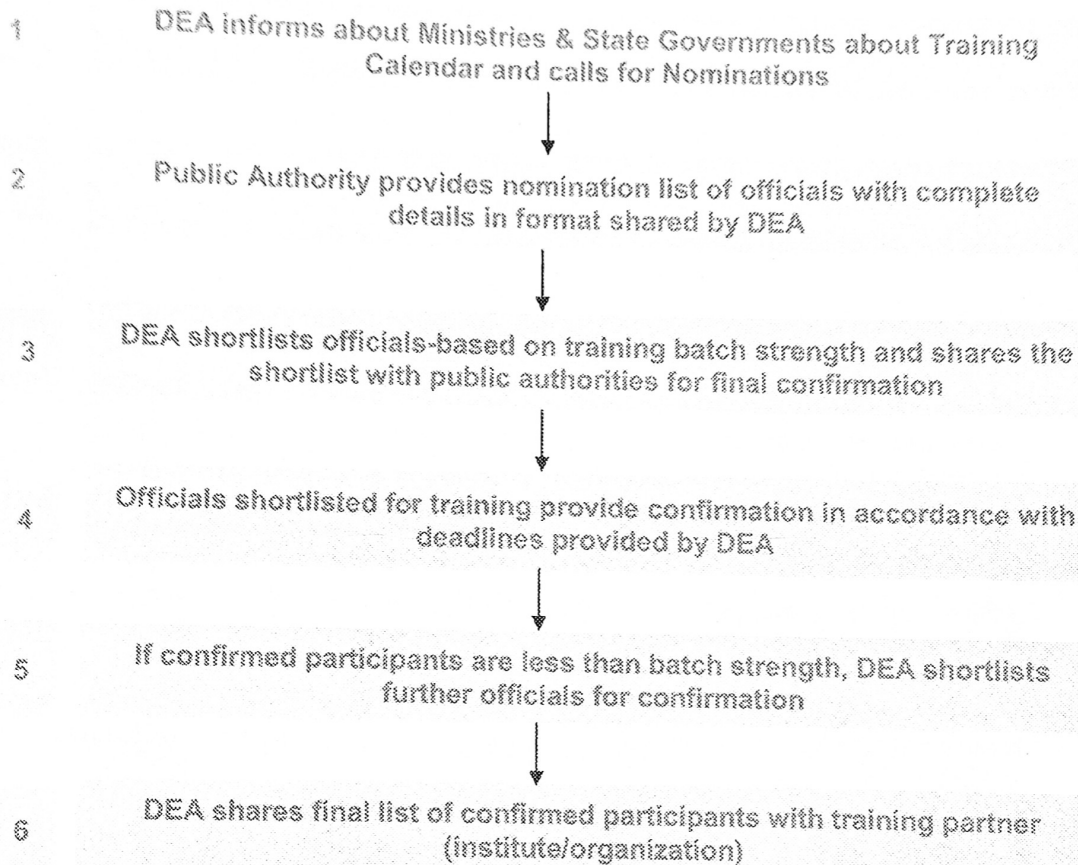 1
DEA informs about Ministries & State Governments about Training
Calendar and calls for Nominations
2
Public Authority provides nomination list of officials with complete
details in format shared by DEA
3
DEA shortlists officials-based on training batch strength and shares the
shortlist with public authorities for final confirmation
4
Officials shortlisted for training provide confirmation in accordance with
deadlines provided by DEA
5
If confirmed participants are less than batch strength, DEA shortlists
further officials for confirmation
6
DEA shares final list of confirmed participants with training partner
(institute/organization)